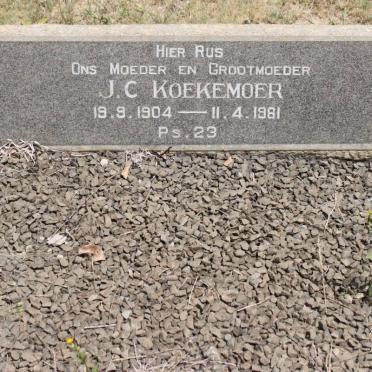 Hier Rus
Ons Moeder en Grootmoeder
J.C Koekemoer
19.9.1904 — 11.4.1981
Ps.23